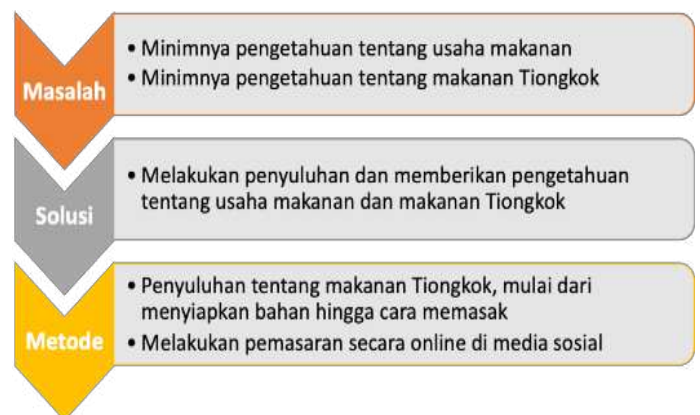 Masalah
• Minimnya pengetahuan tentang usaha makanan
• Minimnya pengetahuan tentang makanan Tiongkok
Solusi
• Melakukan penyuluhan dan memberikan pengetahuan
tentang usaha makanan dan makanan Tiongkok
Metode
• Penyuluhan tentang makanan Tiongkok, mulai dari
menyiapkan bahan hingga cara memasak
• Melakukan pemasaran secara online di media sosial